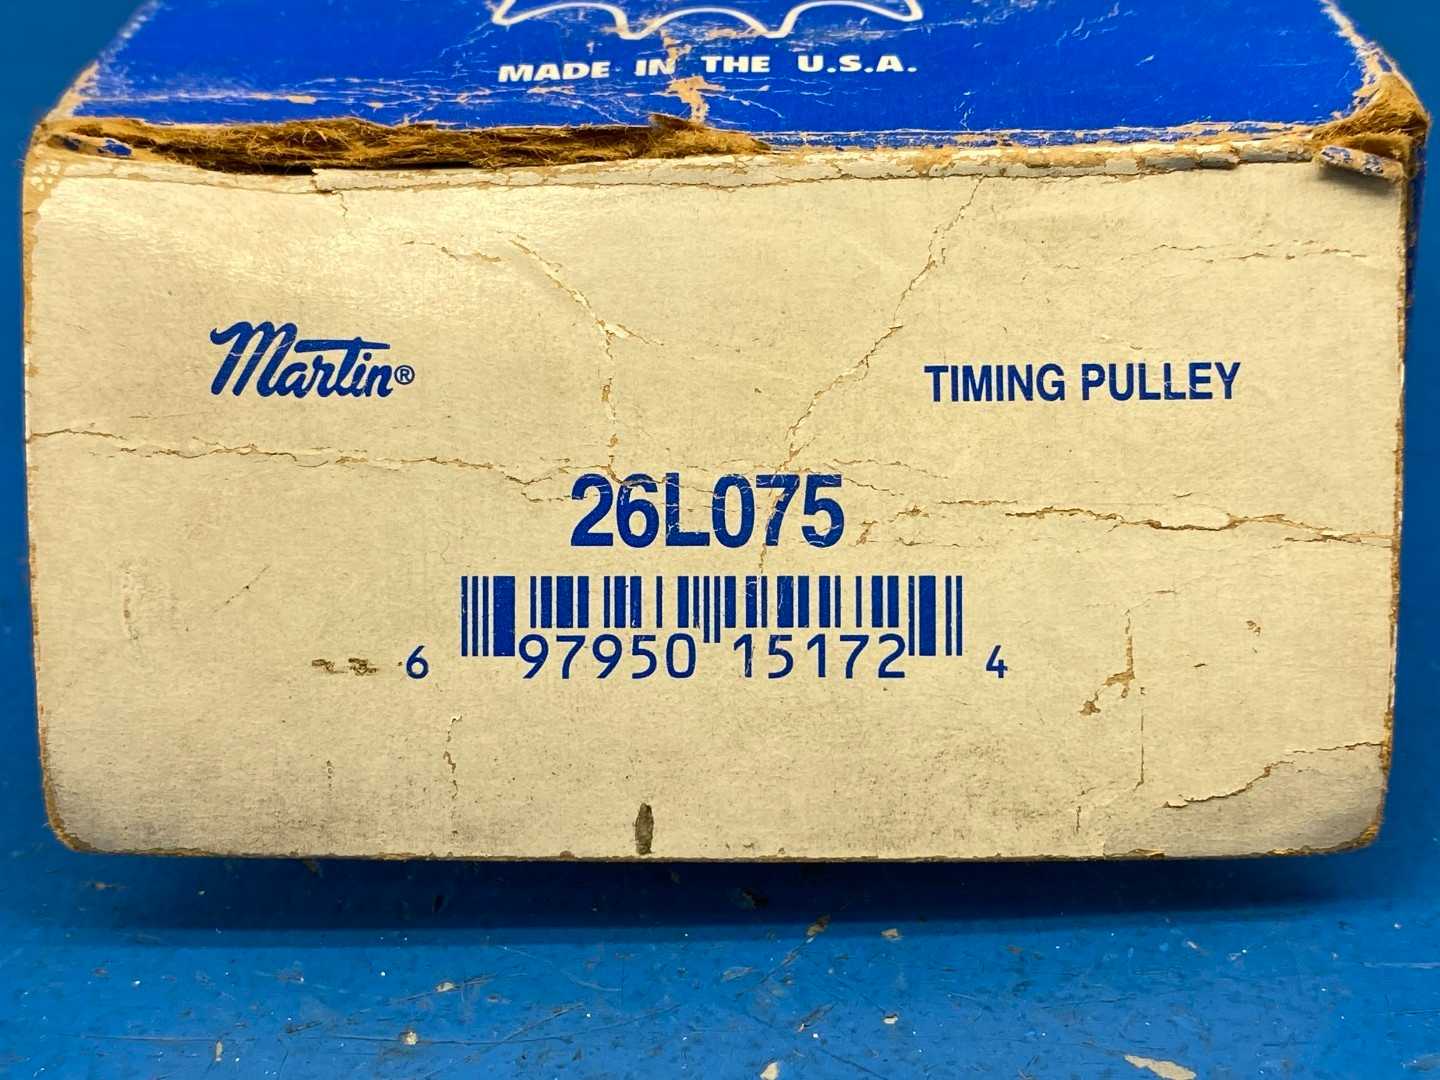 MADE IN THE U.S.A.
Martin®
TIMING PULLEY
26L075
6 97950 15172 4